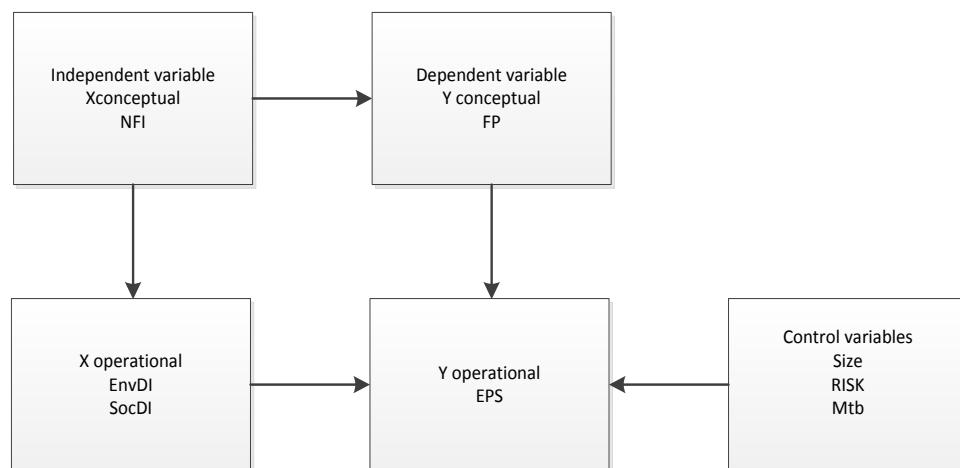 Independent variable
Xconceptual
NFI
Dependent variable
Y conceptual
FP
X operational
EnvDI
SocDI
Y operational
EPS
Control variables
Size
RISK
Mtb